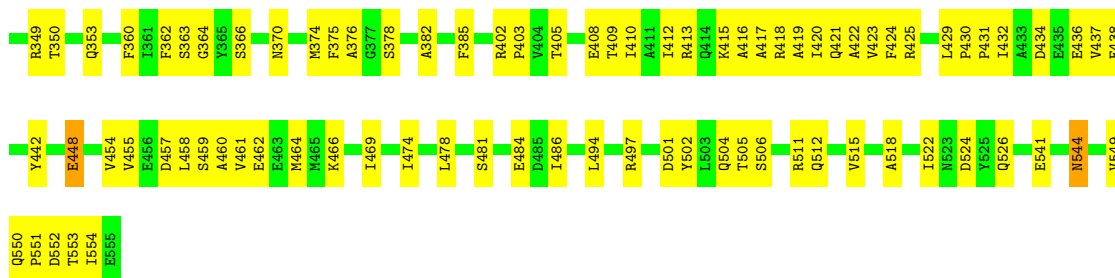 R349 T350 Q353 F360 I361 F362 S363 G364 Y365 S366 N370 M374 F375 A376 G377 S378 A382 F385 R402 P403 V404 T405 E408 T409 I410 A411 I412 R413 Q414 K415 A416 A417 R418 A419 I420 Q421 A422 V423 F424 R425 L429 P430 P431 I432 A433 D434 E435 E436 V437
Y442 E448 V454 V455 E456 D457 L458 S459 A460 V461 E462 E463 M464 M465 K466 I469 I474 L478 S481 E484 D485 I486 L494 R497 D501 Y502 L503 Q504 T505 S506 R511 Q512 V515 A518 I522 N523 D524 Y525 Q526 E541 N544
Q550 P551 D552 T553 I554 E555